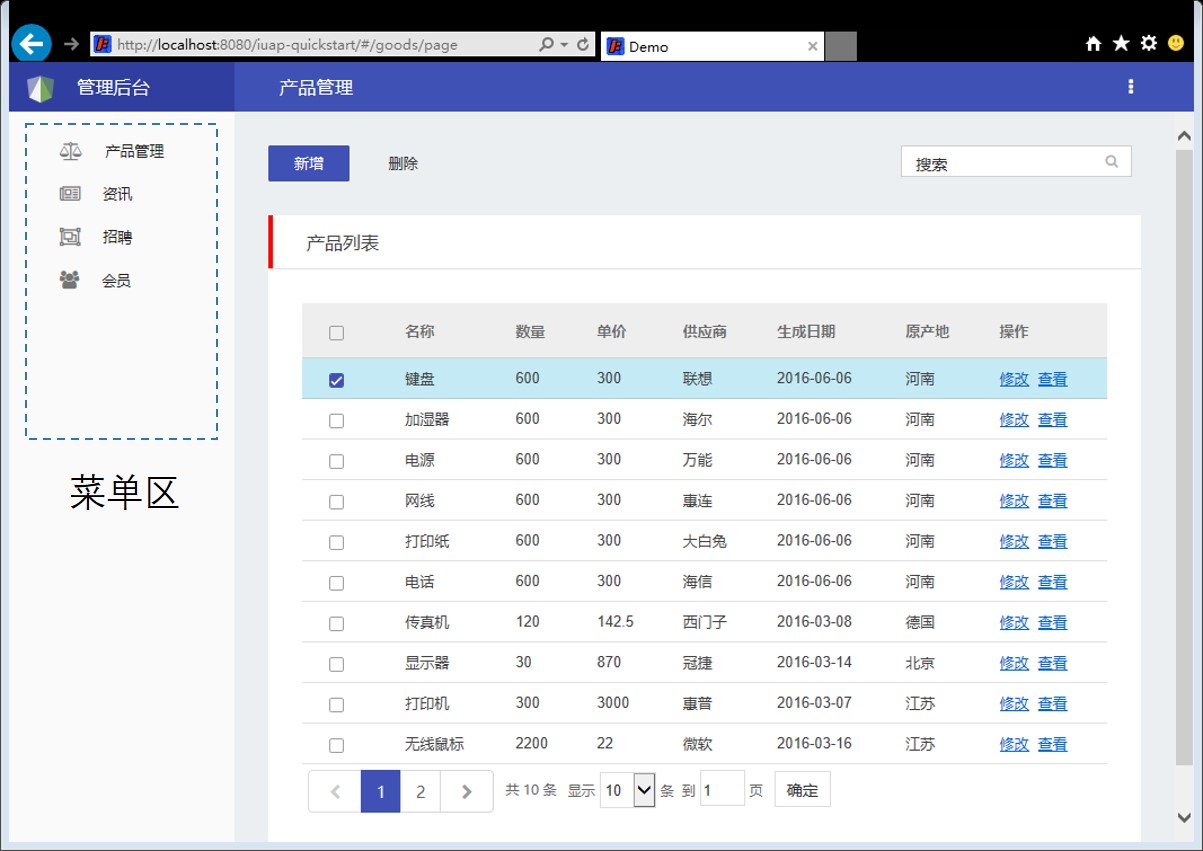 http://localhost:8080/iuap-quickstart/#/goods/page
Demo
管理后台
产品管理
产品管理
资讯
招聘
会员
菜单区
新增 删除 搜索
产品列表
名称 数量 单价 供应商 生成日期 原产地 操作
键盘 600 300 联想 2016-06-06 河南 修改 查看
加湿器 600 300 海尔 2016-06-06 河南 修改 查看
电源 600 300 万能 2016-06-06 河南 修改 查看
网线 600 300 惠连 2016-06-06 河南 修改 查看
打印纸 600 300 大白兔 2016-06-06 河南 修改 查看
电话 600 300 海信 2016-06-06 河南 修改 查看
传真机 120 142.5 西门子 2016-03-08 德国 修改 查看
显示器 30 870 冠捷 2016-03-14 北京 修改 查看
打印机 300 3000 惠普 2016-03-07 江苏 修改 查看
无线鼠标 2200 22 微软 2016-03-16 江苏 修改 查看
1 2 共 10 条 显示 10 条 到 1 页 确定